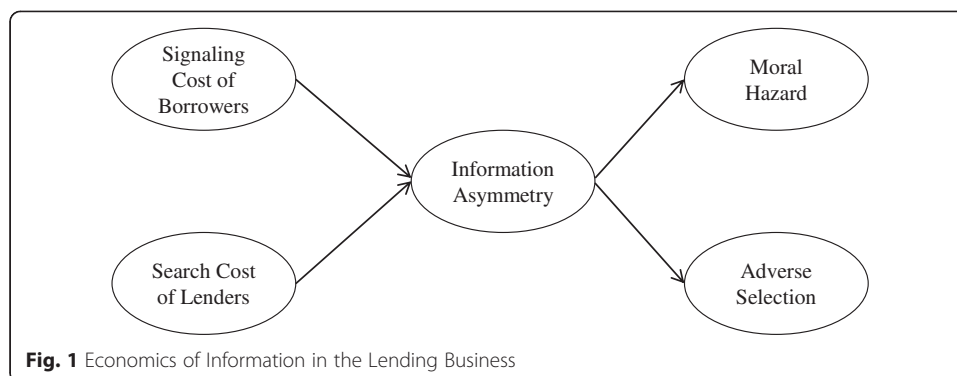 Signaling
Cost of
Borrowers
Search Cost
of Lenders
Information
Asymmetry
Moral
Hazard
Adverse
Selection
Fig. 1 Economics of Information in the Lending Business